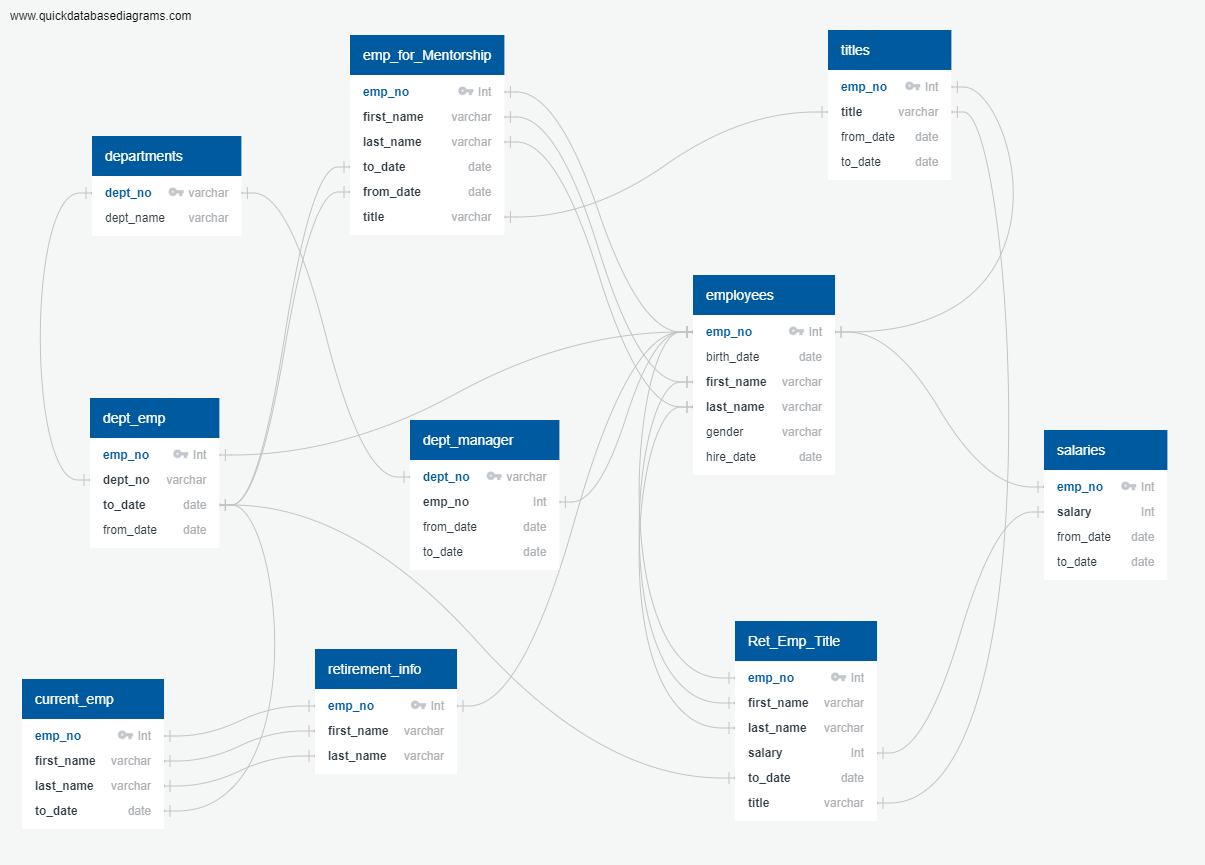 www.quickdatabasediagrams.com
emp_for_Mentorship
emp_no Int
first_name varchar
last_name varchar
to_date date
from_date date
title varchar
titles
emp_no Int
title varchar
from_date date
to_date date
departments
dept_no varchar
dept_name varchar
employees
emp_no Int
birth_date date
first_name varchar
last_name varchar
gender varchar
hire_date date
dept_emp
emp_no Int
dept_no varchar
to_date date
from_date date
dept_manager
dept_no varchar
emp_no Int
from_date date
to_date date
salaries
emp_no Int
salary Int
from_date date
to_date date
Ret_Emp_Title
emp_no Int
first_name varchar
last_name varchar
salary Int
to_date date
title varchar
retirement_info
emp_no Int
first_name varchar
last_name varchar
current_emp
emp_no Int
first_name varchar
last_name varchar
to_date date